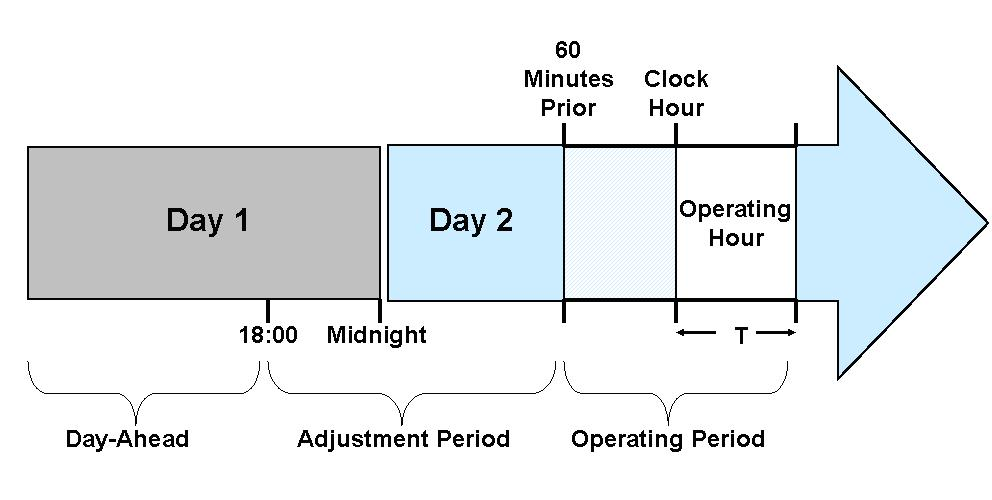 60
Minutes
Prior
Clock
Hour
Day 1
Day 2
Operating
Hour
18:00
Midnight
T
Day-Ahead
Adjustment Period
Operating Period